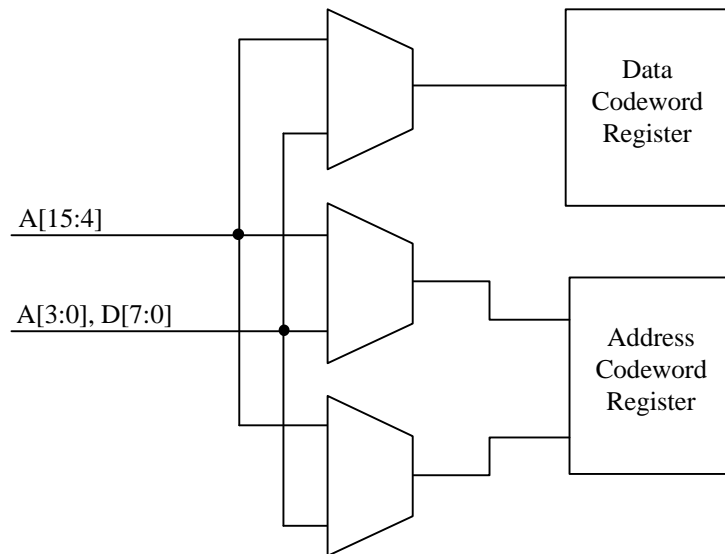 Data
Codeword
Register
A[15:4]
A[3:0], D[7:0]
Address
Codeword
Register